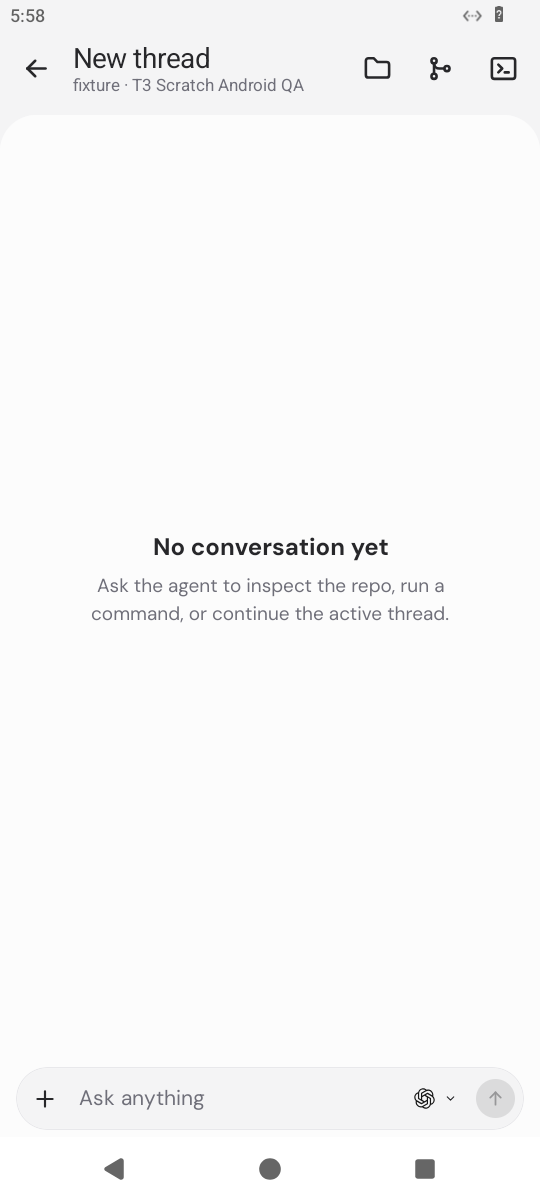 5:58
New thread
fixture · T3 Scratch Android QA
No conversation yet
Ask the agent to inspect the repo, run a
command, or continue the active thread.
Ask anything